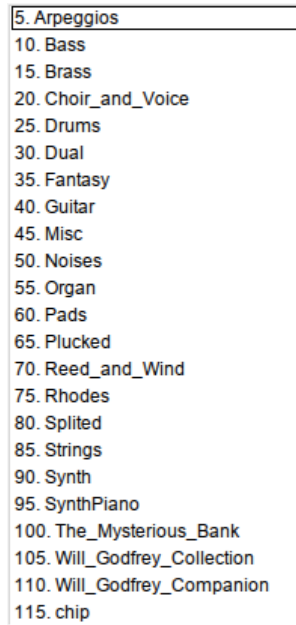 5. Arpeggios
10. Bass
15. Brass
20. Choir_and_Voice
25. Drums
30. Dual
35. Fantasy
40. Guitar
45. Misc
50. Noises
55. Organ
60. Pads
65. Plucked
70. Reed_and_Wind
75. Rhodes
80. Splited
85. Strings
90. Synth
95. SynthPiano
100. The_Mysterious_Bank
105. Will_Godfrey_Collection
110. Will_Godfrey_Companion
115. chip